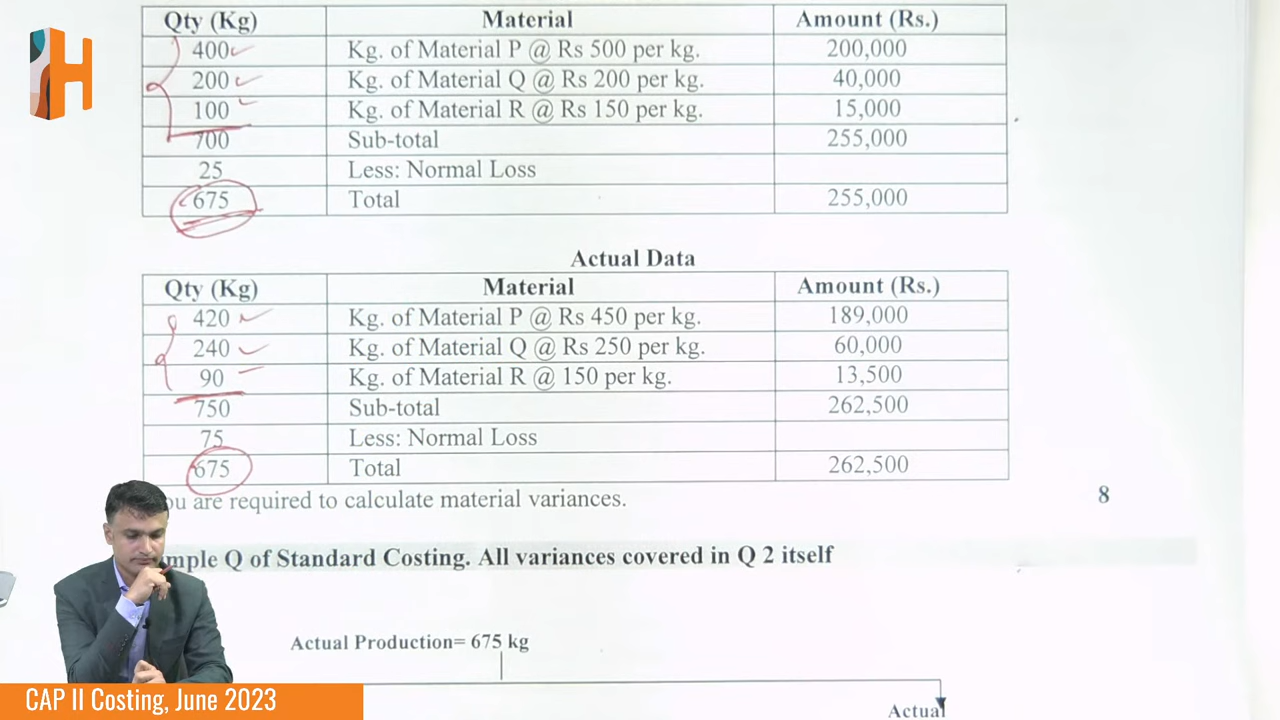 Qty (Kg) Material Amount (Rs.)
400 Kg. of Material P @ Rs 500 per kg. 200,000
200 Kg. of Material Q @ Rs 200 per kg. 40,000
100 Kg. of Material R @ Rs 150 per kg. 15,000
700 Sub-total 255,000
25 Less: Normal Loss
675 Total 255,000
Actual Data
Qty (Kg) Material Amount (Rs.)
420 Kg. of Material P @ Rs 450 per kg. 189,000
240 Kg. of Material Q @ Rs 250 per kg. 60,000
90 Kg. of Material R @ 150 per kg. 13,500
750 Sub-total 262,500
75 Less: Normal Loss
675 Total 262,500
ou are required to calculate material variances. 8
mple Q of Standard Costing. All variances covered in Q 2 itself
Actual Production= 675 kg
Actual
CAP II Costing, June 2023
H